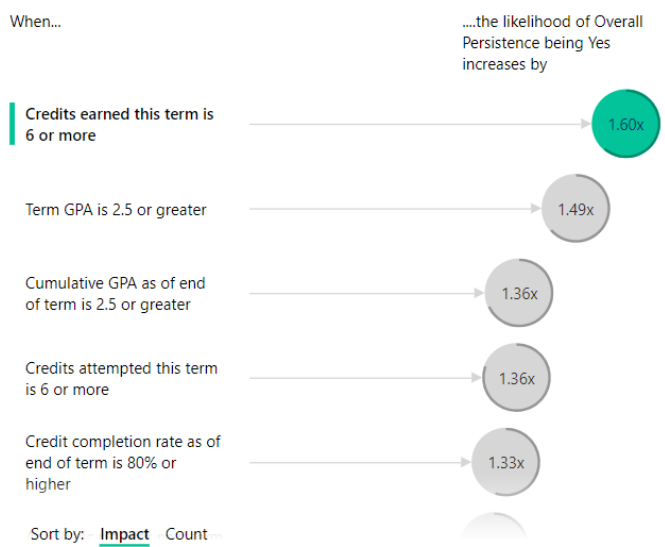 When...
....the likelihood of Overall
Persistence being Yes
increases by
Credits earned this term is
6 or more
1.60x
Term GPA is 2.5 or greater
1.49x
Cumulative GPA as of end
of term is 2.5 or greater
1.36x
Credits attempted this term
is 6 or more
1.36x
Credit completion rate as of
end of term is 80% or
higher
1.33x
Sort by: Impact Count